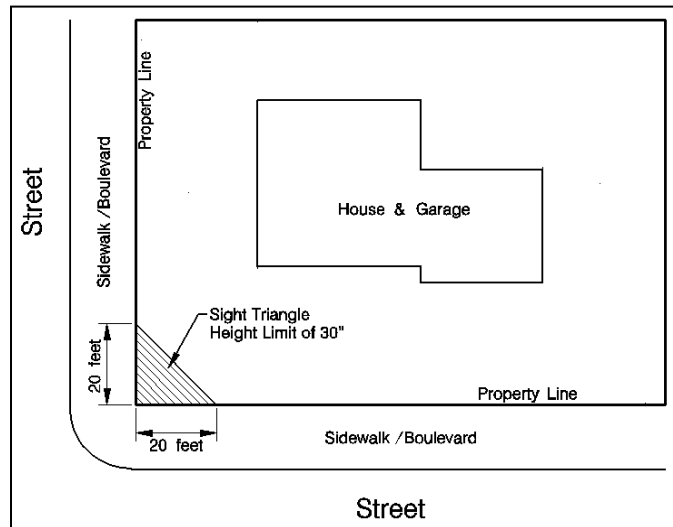 Property Line
Street
Sidewalk /Boulevard
House & Garage
Sight Triangle
Height Limit of 30"
20 feet
Property Line
20 feet
Sidewalk /Boulevard
Street